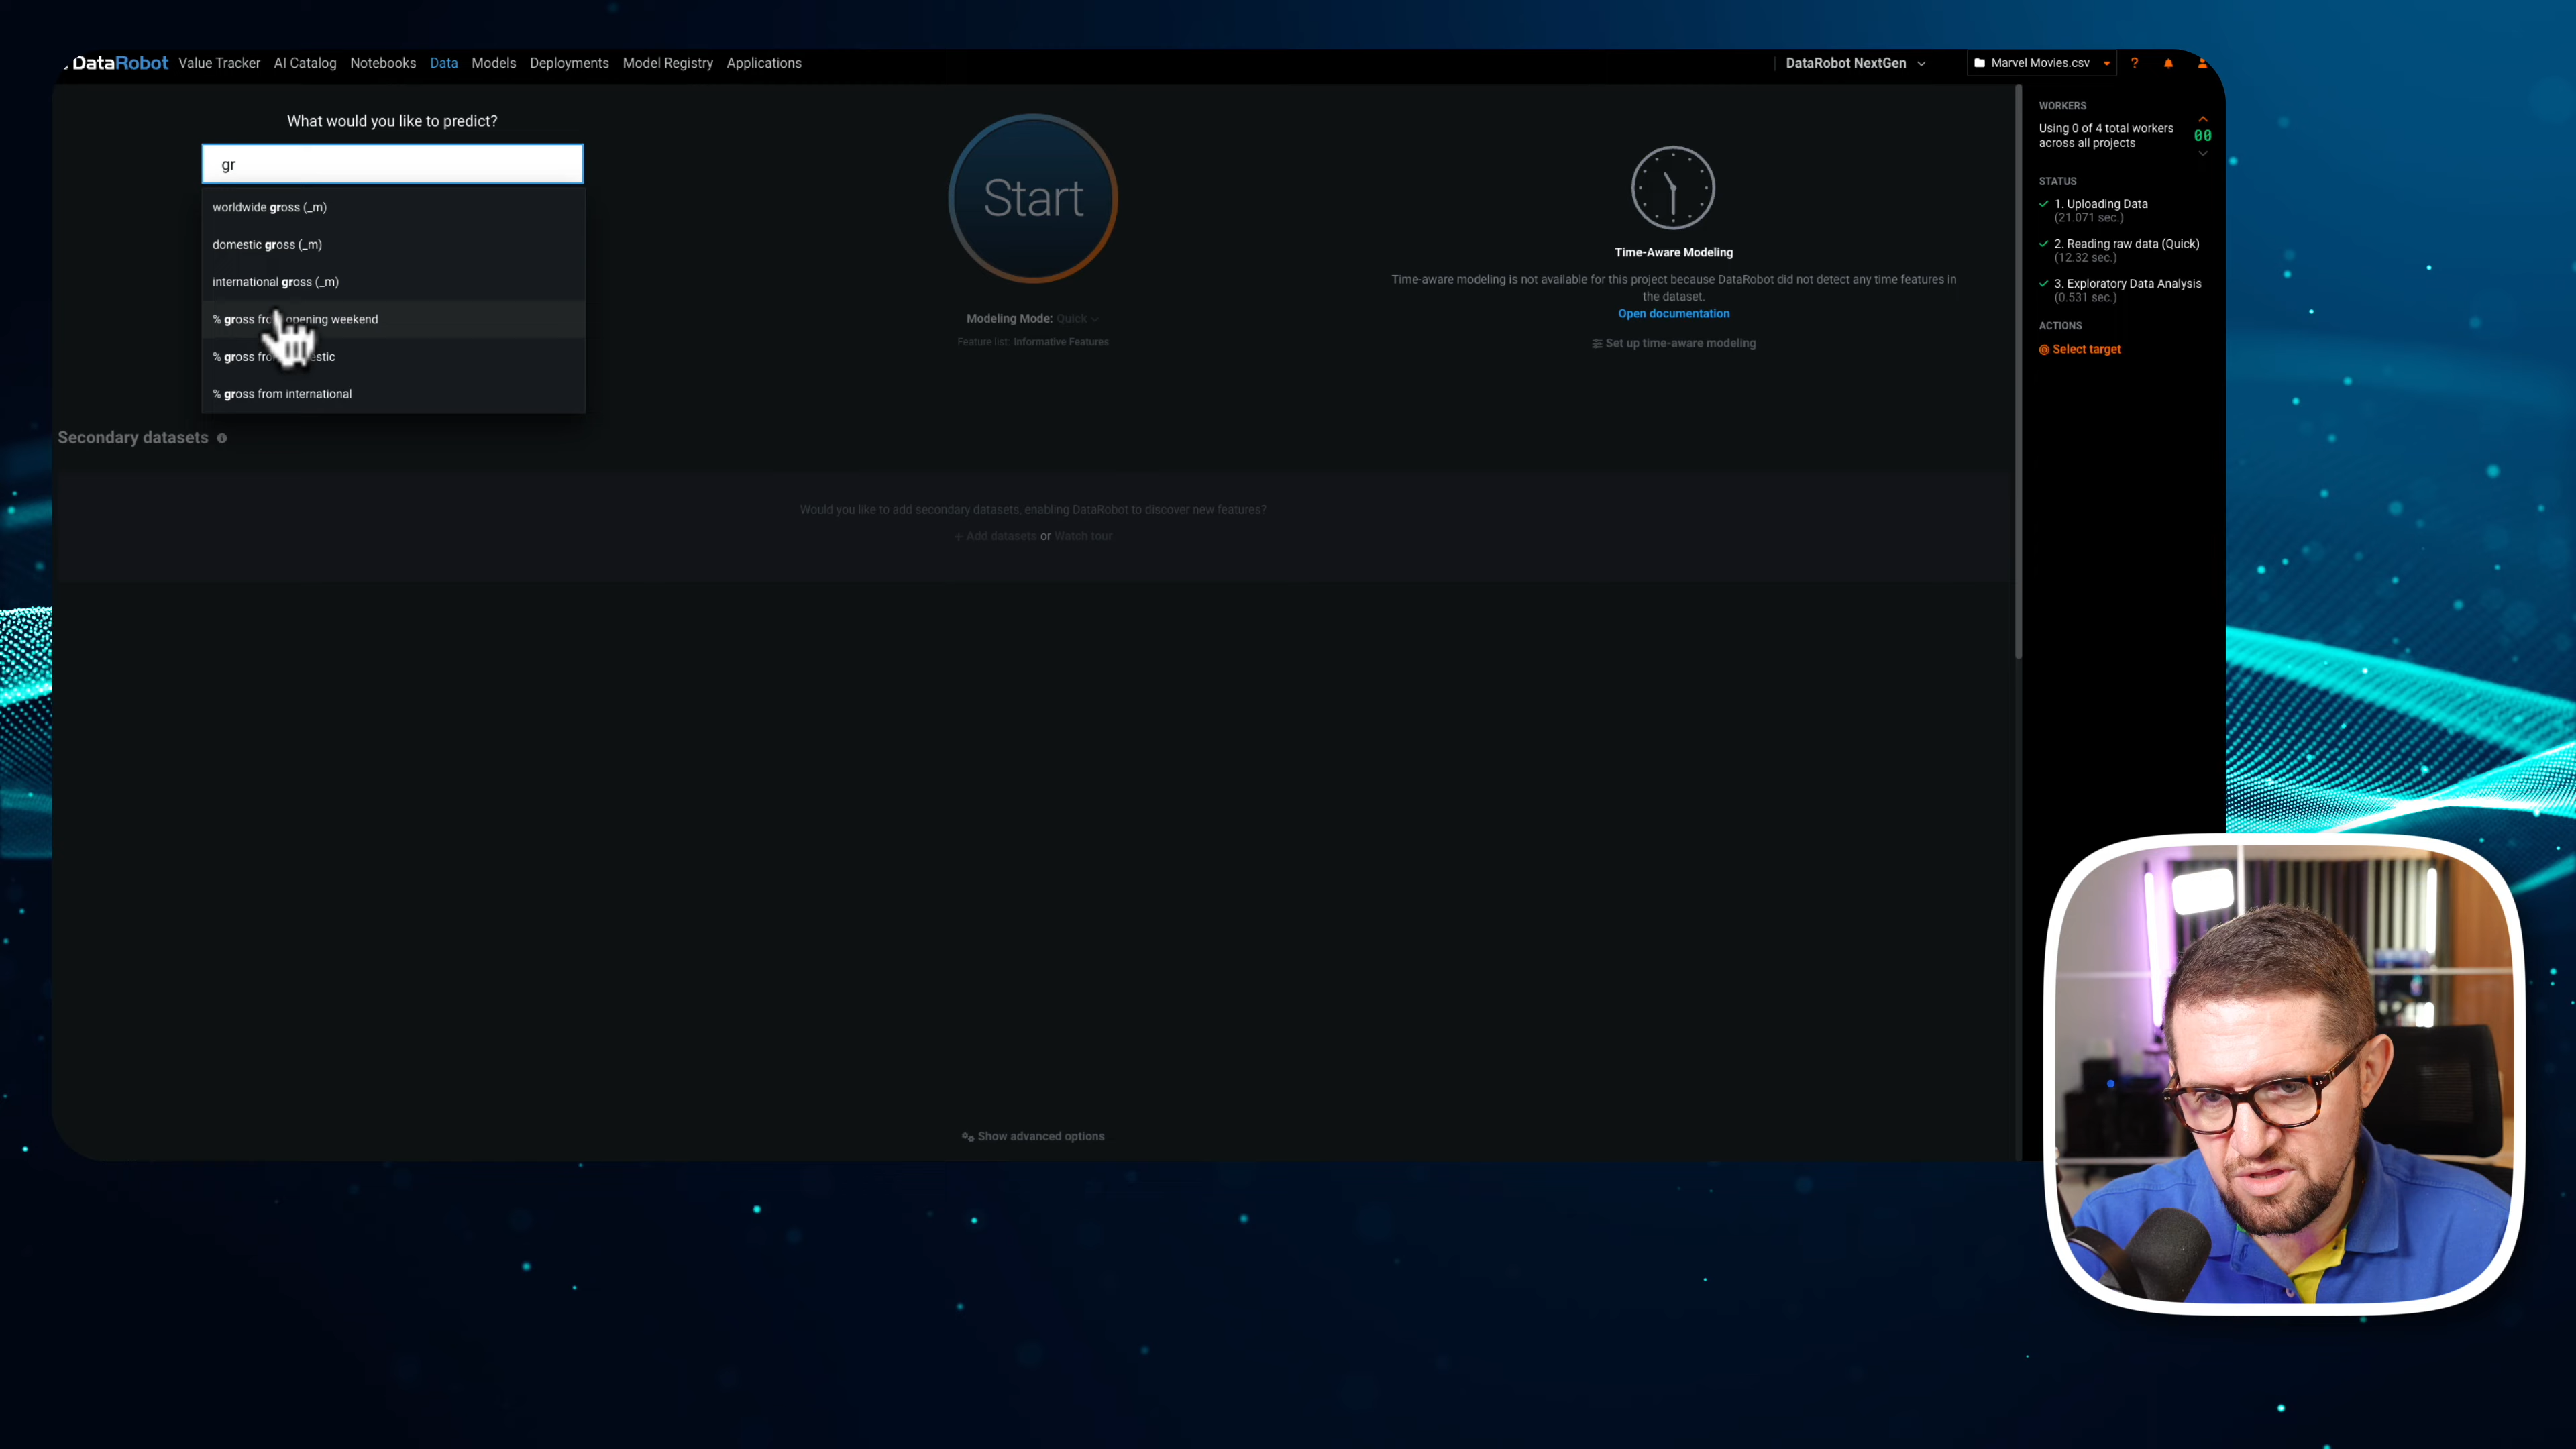 DataRobot Value Tracker AI Catalog Notebooks Data Models Deployments Model Registry Applications DataRobot NextGen Marvel Movies.csv ?
What would you like to predict?
gr
worldwide gross (_m)
domestic gross (_m)
international gross (_m)
% gross opening weekend
% gross
% gross from international
Start
Modeling Mode: Quick
Feature list: Informative Features
Time-Aware Modeling
Time-aware modeling is not available for this project because DataRobot did not detect any time features in
the dataset.
Open documentation
Set up time-aware modeling
Secondary datasets
Would you like to add secondary datasets, enabling DataRobot to discover new features?
+ Add datasets or Watch tour
Show advanced options
WORKERS
Using 0 of 4 total workers
across all projects
00
STATUS
1. Uploading Data
(21.071 sec.)
2. Reading raw data (Quick)
(12.32 sec.)
3. Exploratory Data Analysis
(0.531 sec.)
ACTIONS
Select target